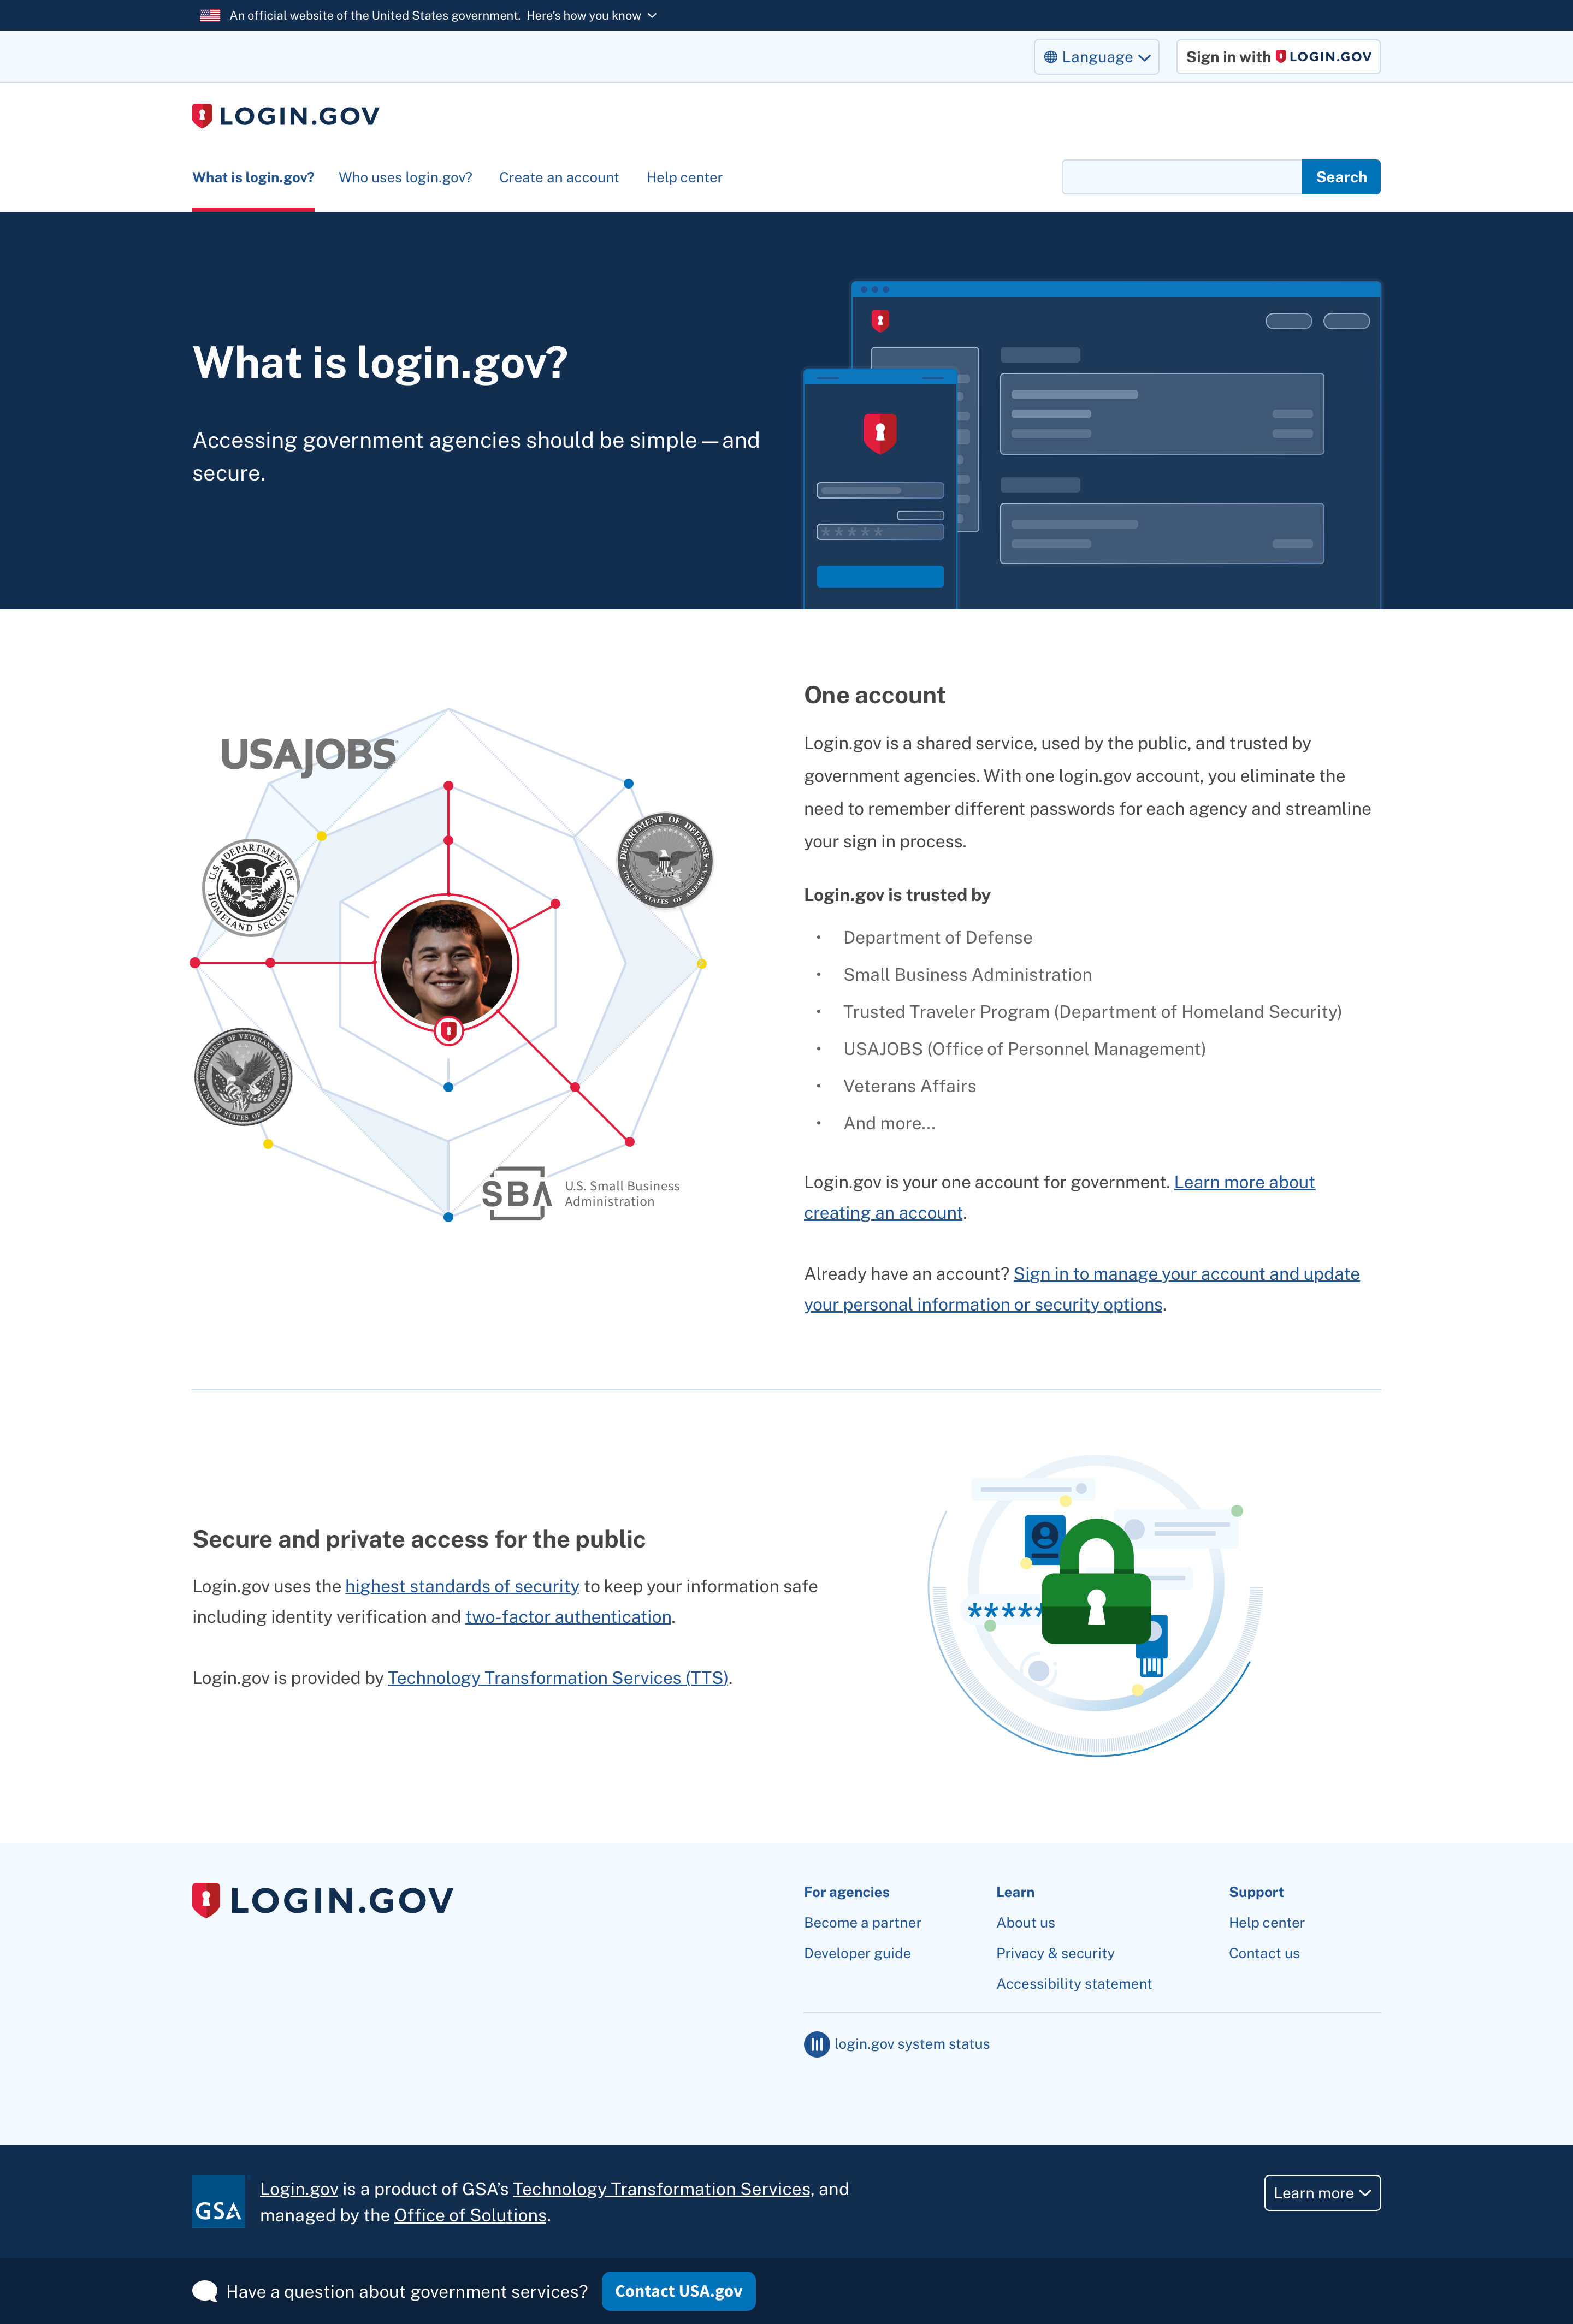 An official website of the United States government. Here's how you know
Language
Sign in with LOGIN.GOV
LOGIN.GOV
What is login.gov?
Who uses login.gov?
Create an account
Help center
Search
What is login.gov?
Accessing government agencies should be simple — and
secure.
*****
USAJOBS
U.S. DEPARTMENT OF
HOMELAND SECURITY
DEPARTMENT OF DEFENSE
UNITED STATES OF AMERICA
DEPARTMENT OF VETERANS AFFAIRS
UNITED STATES OF AMERICA
SBA
U.S. Small Business
Administration
One account
Login.gov is a shared service, used by the public, and trusted by
government agencies. With one login.gov account, you eliminate the
need to remember different passwords for each agency and streamline
your sign in process.
Login.gov is trusted by
• Department of Defense
• Small Business Administration
• Trusted Traveler Program (Department of Homeland Security)
• USAJOBS (Office of Personnel Management)
• Veterans Affairs
• And more...
Login.gov is your one account for government. Learn more about
creating an account.
Already have an account? Sign in to manage your account and update
your personal information or security options.
Secure and private access for the public
Login.gov uses the highest standards of security to keep your information safe
including identity verification and two-factor authentication.
Login.gov is provided by Technology Transformation Services (TTS).
*****
LOGIN.GOV
For agencies
Become a partner
Developer guide
Learn
About us
Privacy & security
Accessibility statement
Support
Help center
Contact us
login.gov system status
GSA
Login.gov is a product of GSA's Technology Transformation Services, and
managed by the Office of Solutions.
Learn more
Have a question about government services?
Contact USA.gov